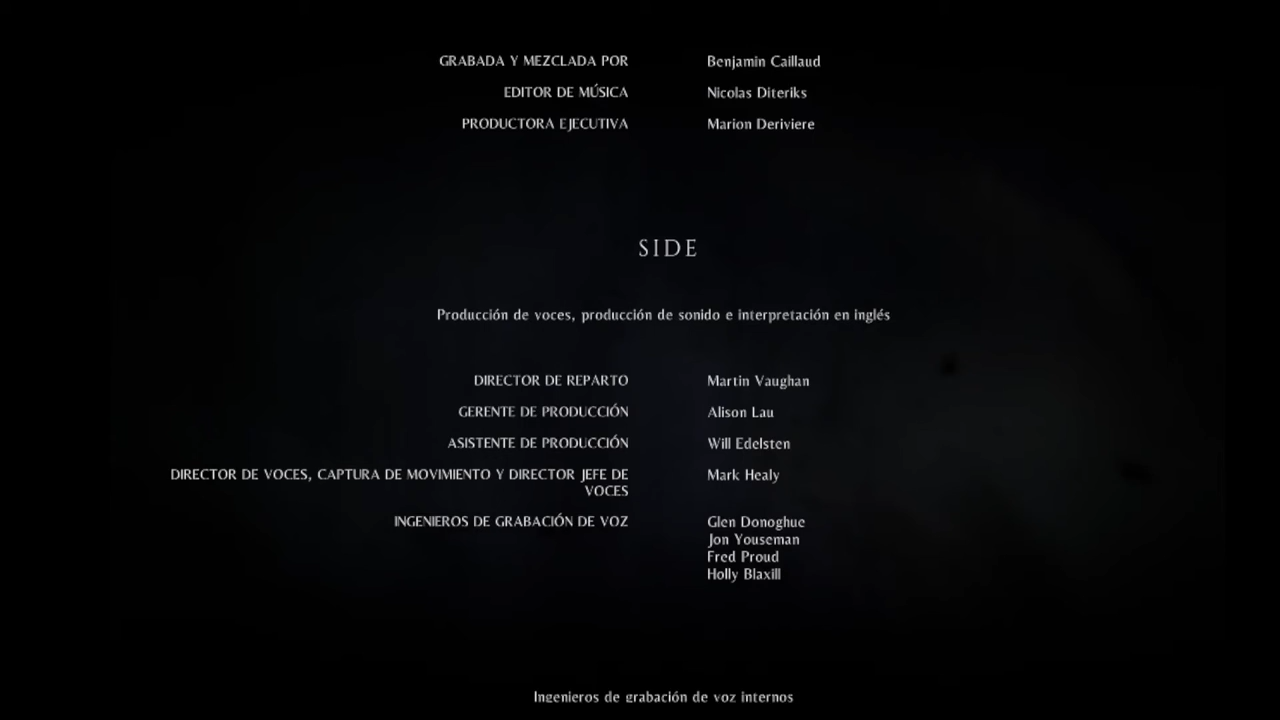 GRABADA Y MEZCLADA POR Benjamin Caillaud
EDITOR DE MÚSICA Nicolas Diteriks
PRODUCTORA EJECUTIVA Marion Deriviere
SIDE
Producción de voces, producción de sonido e interpretación en inglés
DIRECTOR DE REPARTO Martin Vaughan
GERENTE DE PRODUCCIÓN Alison Lau
ASISTENTE DE PRODUCCIÓN Will Edelsten
DIRECTOR DE VOCES, CAPTURA DE MOVIMIENTO Y DIRECTOR JEFE DE Mark Healy
VOCES
INGENIEROS DE GRABACIÓN DE VOZ Glen Donoghue
Jon Youseman
Fred Proud
Holly Blaxill
Ingenieros de grabación de voz internos